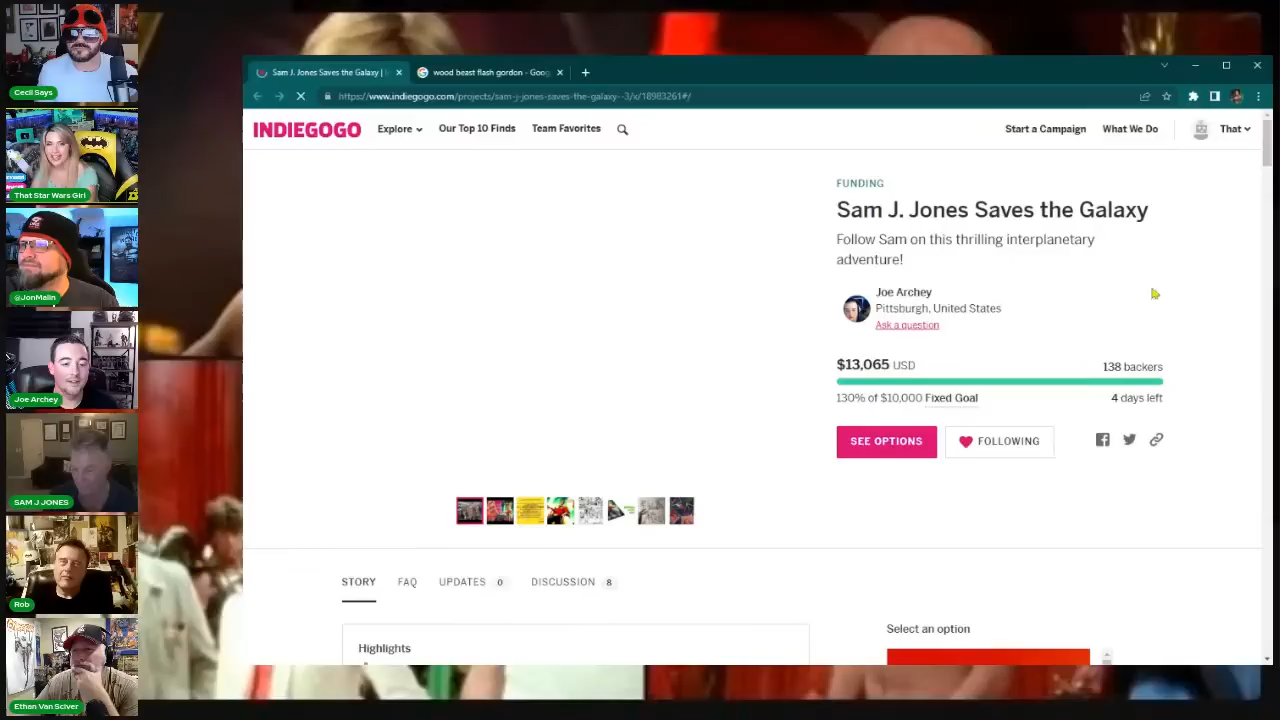 Cecil Says
That Star Wars Girl
@JonMalin
Joe Archey
SAM J JONES
Rob
Ethan Van Sciver
Sam J. Jones Saves the Galaxy | I
wood beast flash gordon - Goog
https://www.indiegogo.com/projects/sam-j-jones-saves-the-galaxy--3/x/18983261#/
INDIEGOGO
Explore
Our Top 10 Finds
Team Favorites
Start a Campaign
What We Do
That
FUNDING
Sam J. Jones Saves the Galaxy
Follow Sam on this thrilling interplanetary
adventure!
Joe Archey
Pittsburgh, United States
Ask a question
$13,065 USD
138 backers
130% of $10,000 Fixed Goal
4 days left
SEE OPTIONS
FOLLOWING
STORY
FAQ
UPDATES 0
DISCUSSION 8
Highlights
Select an option